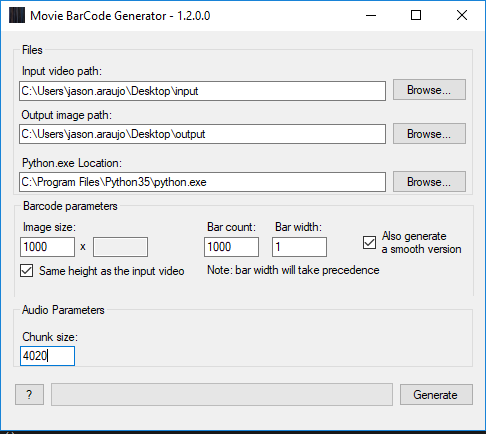 Movie BarCode Generator - 1.2.0.0
Files
Input video path:
C:\Users\jason.araujo\Desktop\input
Browse...
Output image path:
C:\Users\jason.araujo\Desktop\output
Browse...
Python.exe Location:
C:\Program Files\Python35\python.exe
Browse...
Barcode parameters
Image size: Bar count: Bar width:
1000 x 1000 1
Also generate
a smooth version
Same height as the input video Note: bar width will take precedence
Audio Parameters
Chunk size:
4020
? Generate